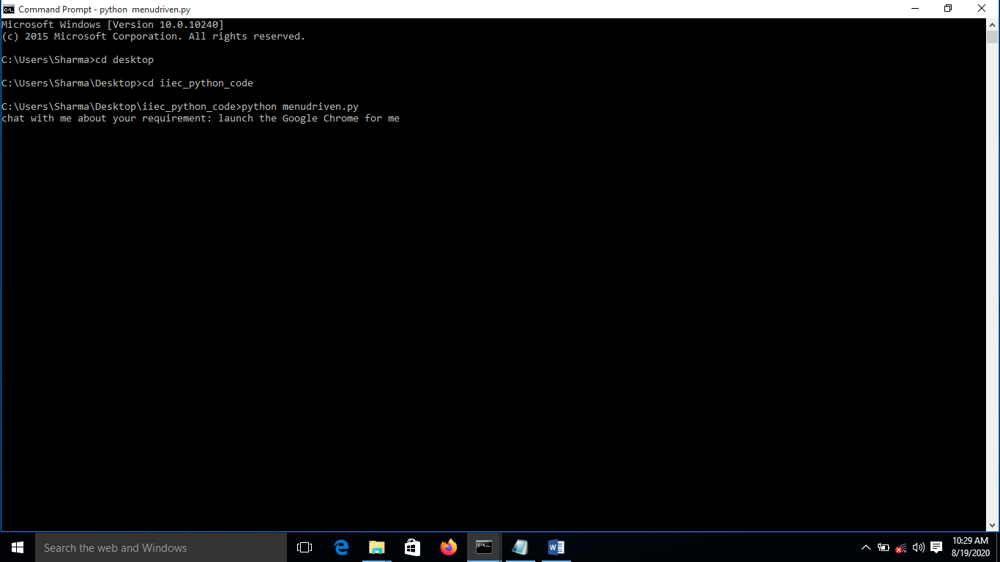 Command Prompt - python  menudriven.py
Microsoft Windows [Version 10.0.10240]
(c) 2015 Microsoft Corporation. All rights reserved.
C:\Users\Sharma>cd desktop
C:\Users\Sharma\Desktop>cd iiec_python_code
C:\Users\Sharma\Desktop\iiec_python_code>python menudriven.py
chat with me about your requirement: launch the Google Chrome for me
Search the web and Windows
10:29 AM
8/19/2020